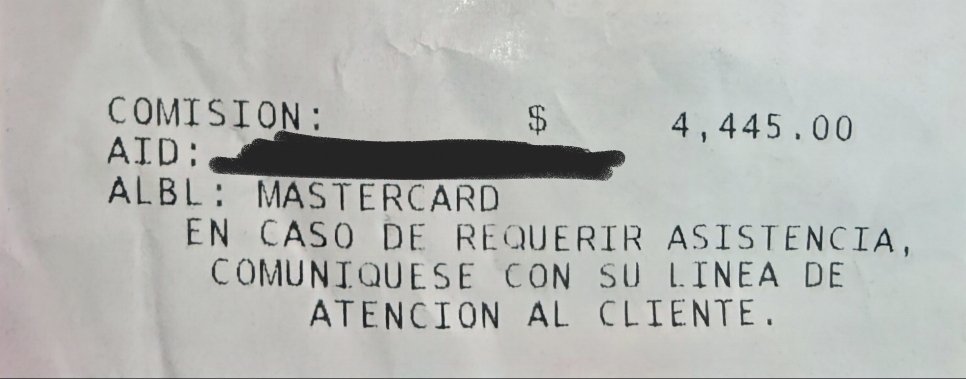 COMISION: $ 4,445.00
AID:
ALBL: MASTERCARD
EN CASO DE REQUERIR ASISTENCIA,
COMUNIQUESE CON SU LINEA DE
ATENCION AL CLIENTE.